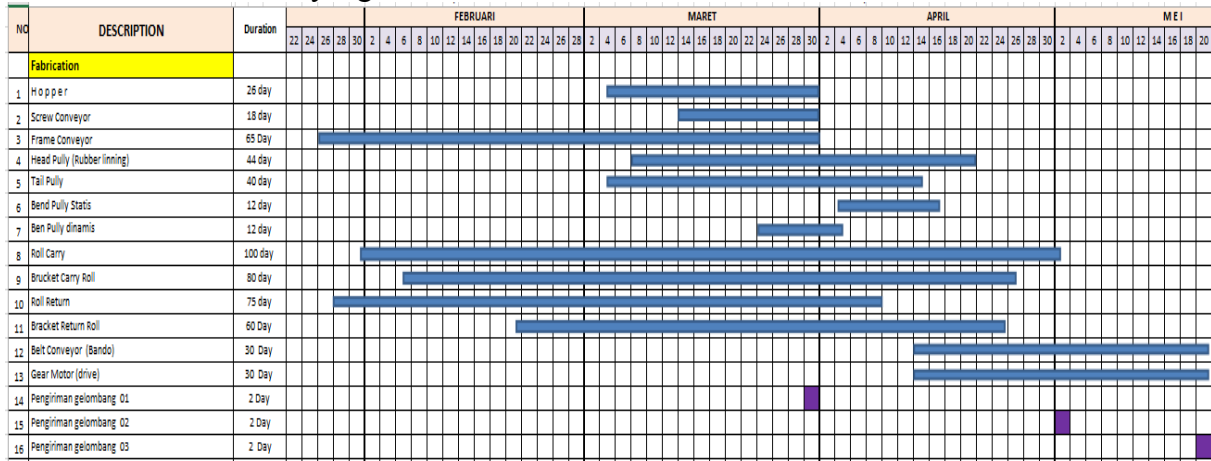 NO DESCRIPTION Duration FEBRUARI MARET APRIL M E I
22 24 26 28 30 2 4 6 8 10 12 14 16 18 20 22 24 26 28 2 4 6 8 10 12 14 16 18 20 22 24 26 28 30 2 4 6 8 10 12 14 16 18 20 22 24 26 28 30 2 4 6 8 10 12 14 16 18 20
Fabrication
1 H o p p e r 26 day
2 Screw Conveyor 18 day
3 Frame Conveyor 65 Day
4 Head Pully (Rubber linning) 44 day
5 Tail Pully 40 day
6 Bend Pully Statis 12 day
7 Ben Pully dinamis 12 day
8 Roll Carry 100 day
9 Brucket Carry Roll 80 day
10 Roll Return 75 day
11 Bracket Return Roll 60 Day
12 Belt Conveyor (Bando) 30 Day
13 Gear Motor (drive) 30 Day
14 Pengiriman gelombang 01 2 Day
15 Pengiriman gelombang 02 2 Day
16 Pengiriman gelombang 03 2 Day